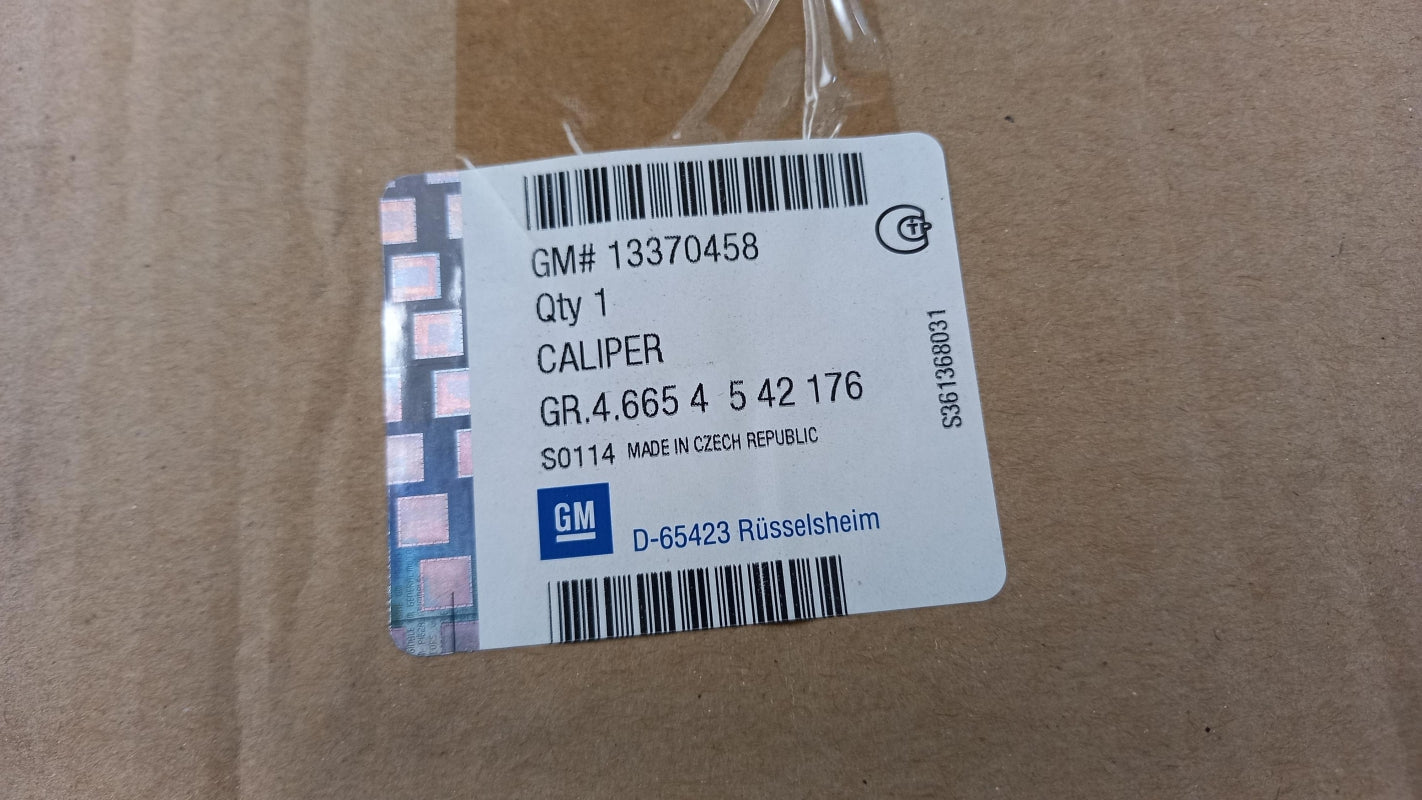 GM# 13370458
Qty 1
CALIPER
GR.4.665 4 5 42 176
S0114 MADE IN CZECH REPUBLIC
GM
D-65423 Rüsselsheim
S361368031